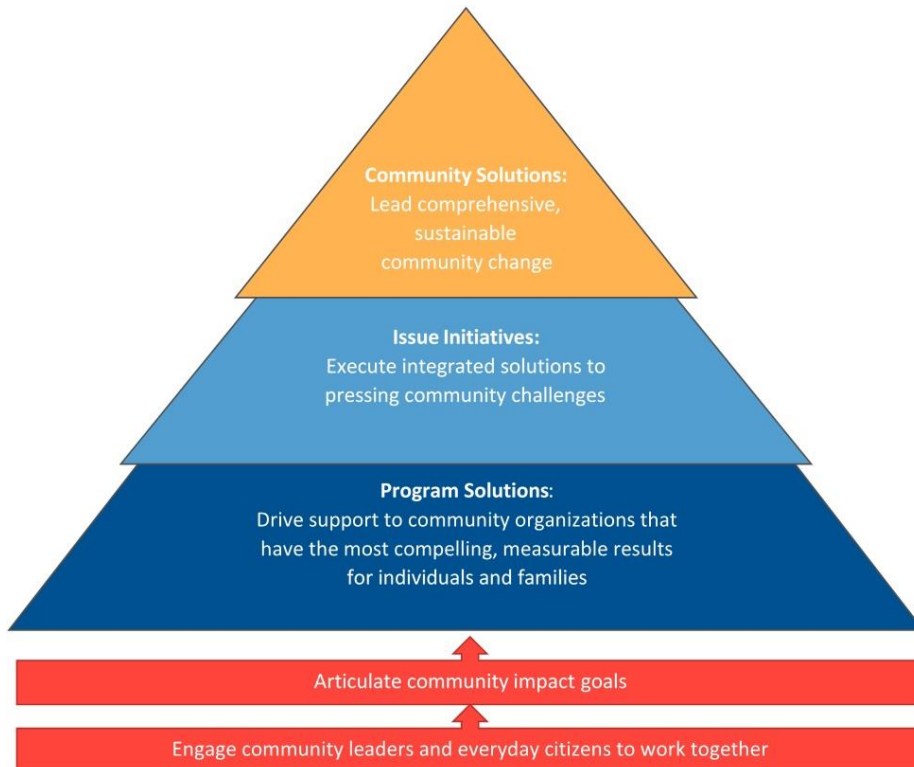 Community Solutions:
Lead comprehensive,
sustainable
community change
Issue Initiatives:
Execute integrated solutions to
pressing community challenges
Program Solutions:
Drive support to community organizations that
have the most compelling, measurable results
for individuals and families
Articulate community impact goals
Engage community leaders and everyday citizens to work together